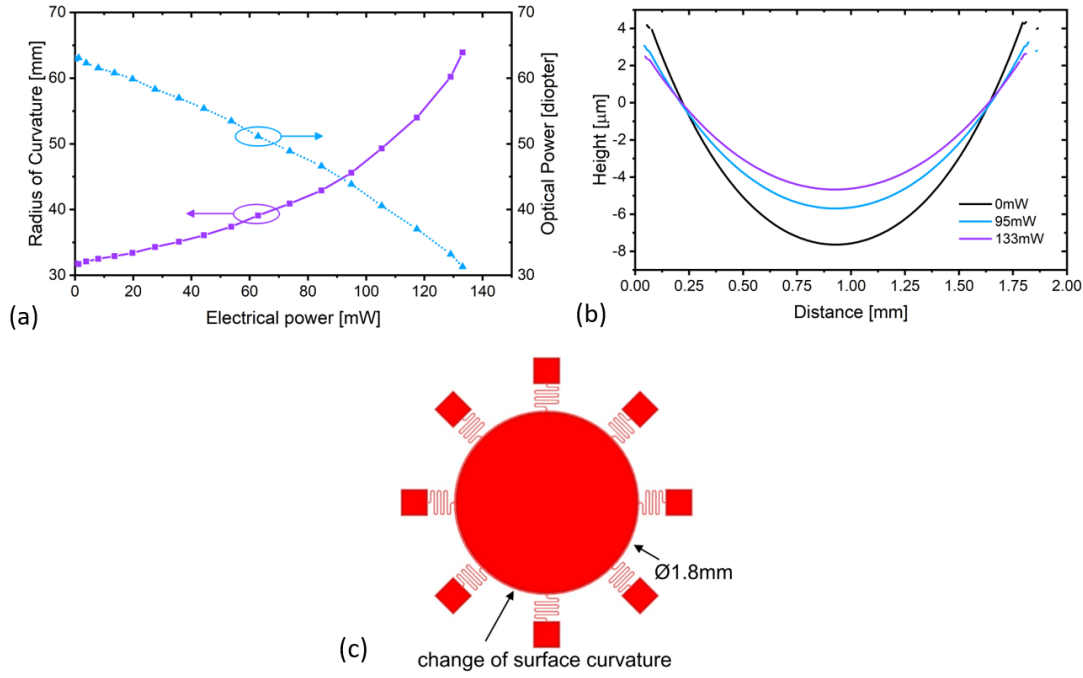 70
60
50
40
30
70
60
50
40
30
0 20 40 60 80 100 120 140
Radius of Curvature [mm]
Optical Power [diopter]
Electrical power [mW]
(a)
4
2
0
-2
-4
-6
-8
0.00 0.25 0.50 0.75 1.00 1.25 1.50 1.75 2.00
Height [μm]
Distance [mm]
0mW
95mW
133mW
(b)
Ø1.8mm
change of surface curvature
(c)